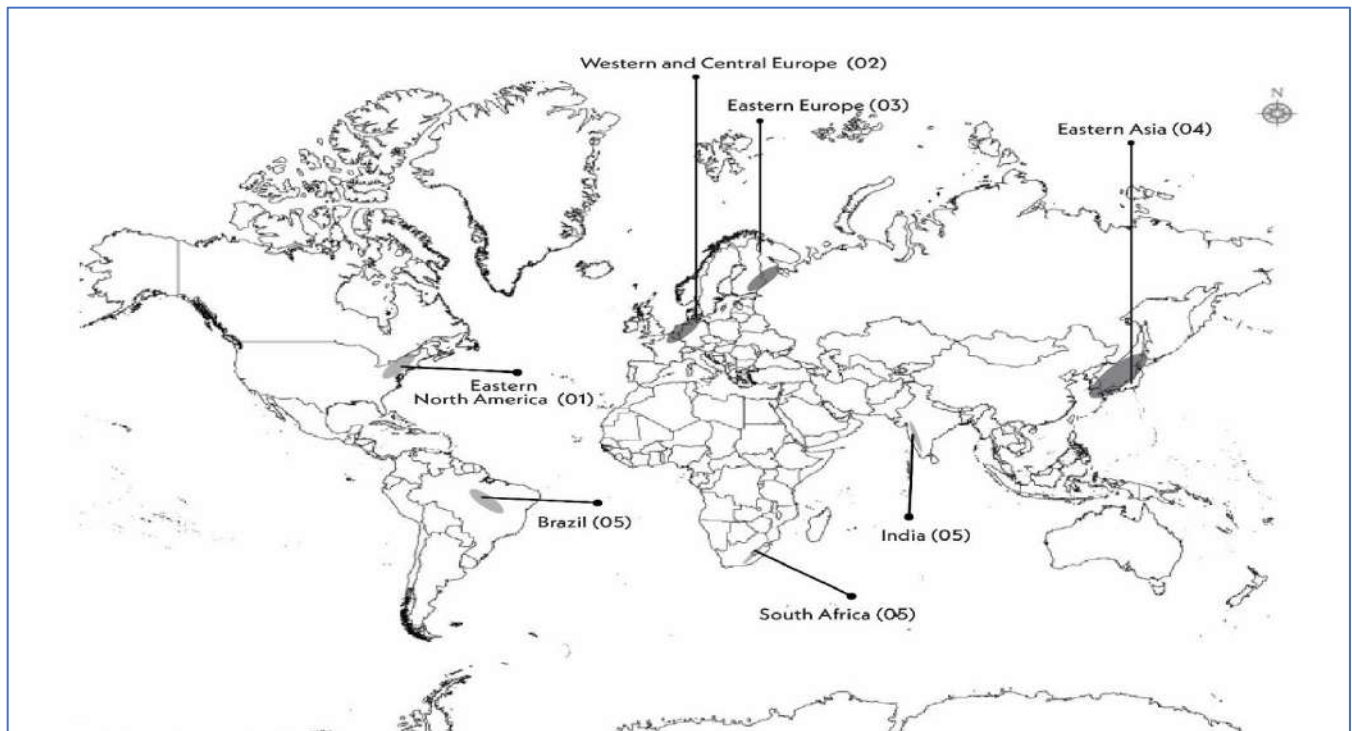 Western and Central Europe (02)
Eastern Europe (03)
N
Eastern Asia (04)
Eastern
North America (01)
Brazil (05)
India (05)
South Africa (05)